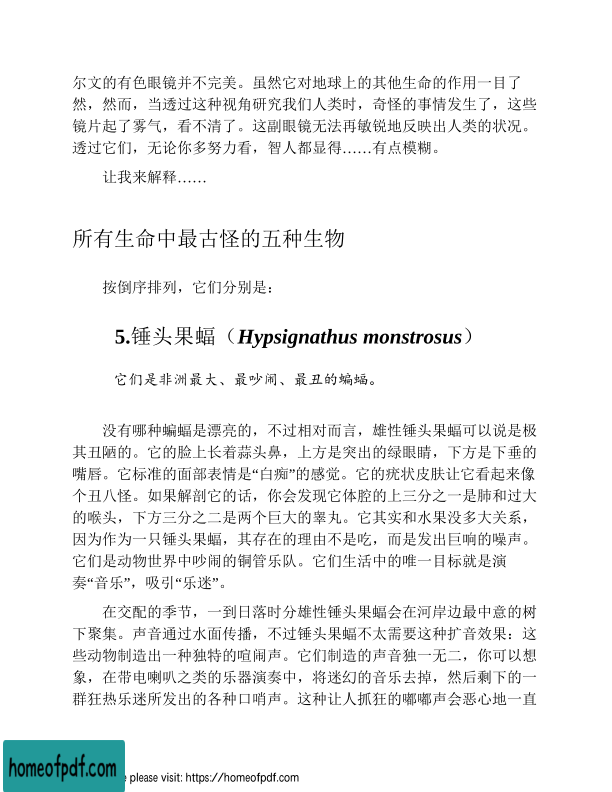 尔文的有色眼镜并不完美。虽然它对地球上的其他生命的作用一目了
然，然而，当透过这种视角研究我们人类时，奇怪的事情发生了，这些
镜片起了雾气，看不清了。这副眼镜无法再敏锐地反映出人类的状况。
透过它们，无论你多努力看，智人都显得……有点模糊。
让我来解释……
所有生命中最古怪的五种生物
按倒序排列，它们分别是：
5.锤头果蝠（Hypsignathus monstrosus）
它们是非洲最大、最吵闹、最丑的蝙蝠。
没有哪种蝙蝠是漂亮的，不过相对而言，雄性锤头果蝠可以说是极
其丑陋的。它的脸上长着蒜头鼻，上方是突出的绿眼睛，下方是下垂的
嘴唇。它标准的面部表情是“白痴”的感觉。它的疣状皮肤让它看起来像
个丑八怪。如果解剖它的话，你会发现它体腔的上三分之一是肺和过大
的喉头，下方三分之二是两个巨大的睾丸。它其实和水果没多大关系，
因为作为一只锤头果蝠，其存在的理由不是吃，而是发出巨响的噪声。
它们是动物世界中吵闹的铜管乐队。它们生活中的唯一目标就是演
奏“音乐”，吸引“乐迷”。
在交配的季节，一到日落时分雄性锤头果蝠会在河岸边最中意的树
下聚集。声音通过水面传播，不过锤头果蝠不太需要这种扩音效果：这
些动物制造出一种独特的喧闹声。它们制造的声音独一无二，你可以想
象，在带电喇叭之类的乐器演奏中，将迷幻的音乐去掉，然后剩下的一
群狂热乐迷所发出的各种口哨声。这种让人抓狂的嘟嘟声会恶心地一直
homeofpdf.com
e please visit: https://homeofpdf.com